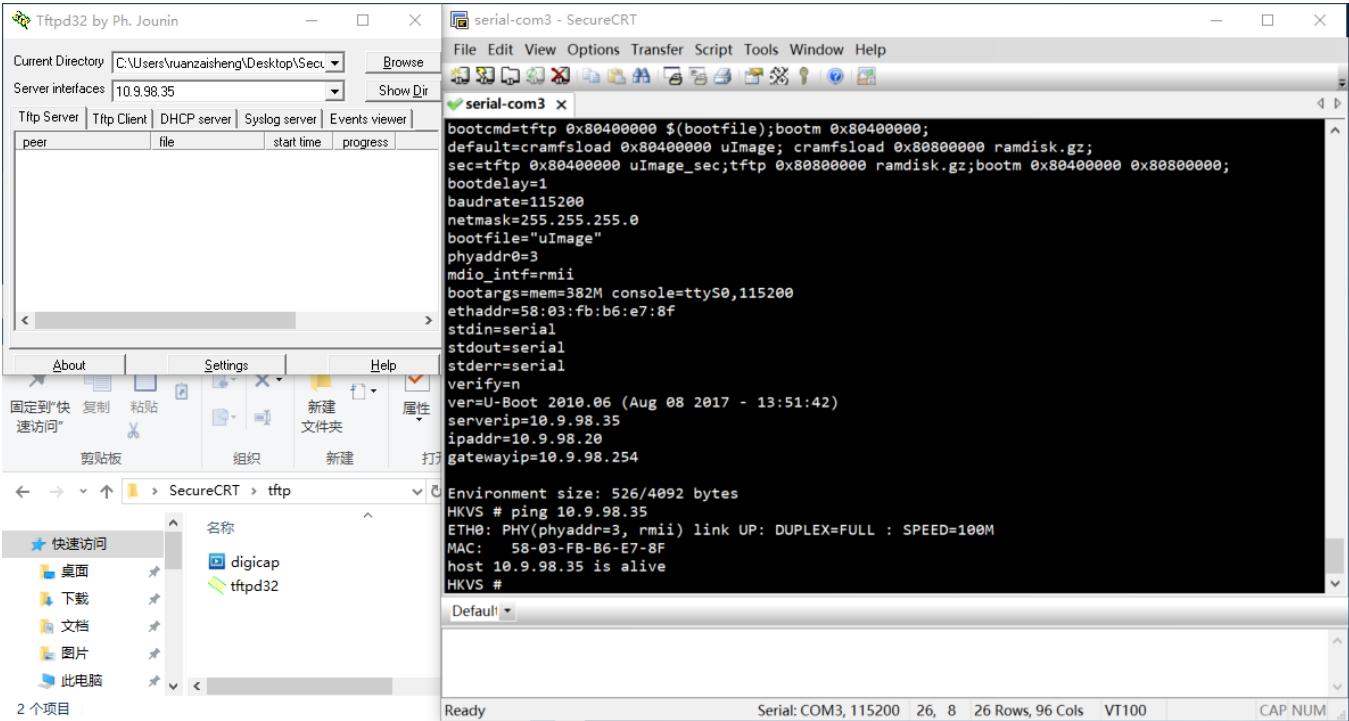 Tftpd32 by Ph. Jounin
Current Directory C:\Users\ruanzaisheng\Desktop\Secu Browse
Server interfaces 10.9.98.35 Show Dir
Tftp Server Tftp Client DHCP server Syslog server Events viewer
peer file start time progress
About Settings Help
固定到"快速访问"
复制 粘贴
新建文件夹
属性
剪贴板 组织 新建
SecureCRT > tftp
名称
快速访问
桌面
下载
文档
图片
此电脑
digicap
tftpd32
2 个项目
serial-com3 - SecureCRT
File Edit View Options Transfer Script Tools Window Help
serial-com3
bootcmd=tftp 0x80400000 $(bootfile);bootm 0x80400000;
default=cramfsload 0x80400000 uImage; cramfsload 0x80800000 ramdisk.gz;
sec=tftp 0x80400000 uImage_sec;tftp 0x80800000 ramdisk.gz;bootm 0x80400000 0x80800000;
bootdelay=1
baudrate=115200
netmask=255.255.255.0
bootfile="uImage"
phyaddr0=3
mdio_intf=rmii
bootargs=mem=382M console=ttyS0,115200
ethaddr=58:03:fb:b6:e7:8f
stdin=serial
stdout=serial
stderr=serial
verify=n
ver=U-Boot 2010.06 (Aug 08 2017 - 13:51:42)
serverip=10.9.98.35
ipaddr=10.9.98.20
gatewayip=10.9.98.254
Environment size: 526/4092 bytes
HKVS # ping 10.9.98.35
ETH0: PHY(phyaddr=3, rmii) link UP: DUPLEX=FULL : SPEED=100M
MAC:   58-03-FB-B6-E7-8F
host 10.9.98.35 is alive
HKVS #
Default
Ready Serial: COM3, 115200 26, 8 26 Rows, 96 Cols VT100 CAP NUM